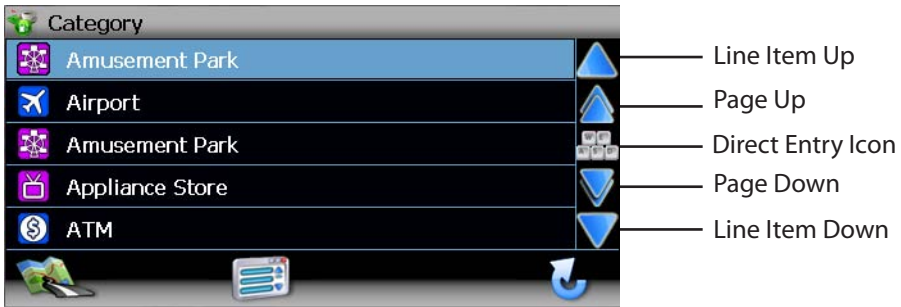 Category
Amusement Park
Line Item Up
Airport
Page Up
Amusement Park
Direct Entry Icon
Appliance Store
Page Down
ATM
Line Item Down